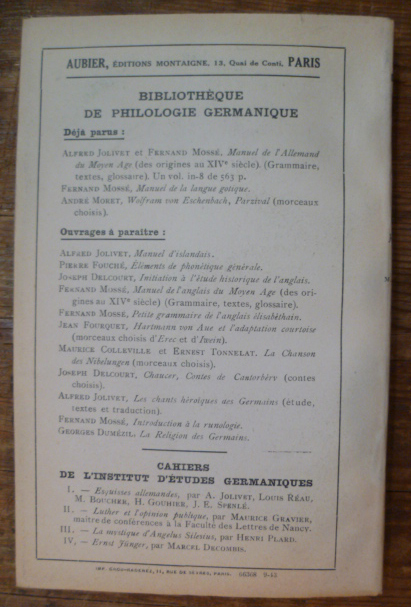 AUBIER, ÉDITIONS MONTAIGNE, 13, Quai de Conti, PARIS
BIBLIOTHÈQUE
DE PHILOLOGIE GERMANIQUE
Déjà parus :
ALFRED JOLIVET et FERNAND MOSSÉ, Manuel de l'Allemand
du Moyen Age (des origines au XIVe siècle). (Grammaire,
textes, glossaire). Un vol. in-8 de 563 p.
FERNAND MOSSÉ, Manuel de la langue gotique.
ANDRÉ MORET, Wolfram von Eschenbach, Parzival (morceaux
choisis).
Ouvrages à paraître :
ALFRED JOLIVET, Manuel d'islandais.
PIERRE FOUCHÉ, Éléments de phonétique générale.
JOSEPH DELCOURT, Initiation à l'étude historique de l'anglais.
FERNAND MOSSÉ, Manuel de l'anglais du Moyen Age (des ori-
gines au XIVe siècle) (Grammaire, textes, glossaire).
FERNAND MOSSÉ, Petite grammaire de l'anglais élisabéthain.
JEAN FOURQUET, Hartmann von Aue et l'adaptation courtoise
(morceaux choisis d'Erec et d'Iwein).
MAURICE COLLEVILLE et ERNEST TONNELAT, La Chanson
des Nibelungen (morceaux choisis).
JOSEPH DELCOURT, Chaucer, Contes de Cantorbéry (contes
choisis).
ALFRED JOLIVET, Les chants héroïques des Germains (étude,
textes et traduction).
FERNAND MOSSÉ, Introduction à la runologie.
GEORGES DUMÉZIL, La Religion des Germains.
CAHIERS
DE L'INSTITUT D'ÉTUDES GERMANIQUES
I. — Esquisses allemandes, par A. JOLIVET, LOUIS RÉAU,
M. BOUCHER, H. GOUHIER, J. E. SPENLÉ.
II. — Luther et l'opinion publique, par MAURICE GRAVIER,
maître de conférences à la Faculté des Lettres de Nancy.
III. — La mystique d'Angelus Silesius, par HENRI PLARD.
IV. — Ernst Jünger, par MARCEL DECOMBIS.
IMP. RUE DE SÈVRES, PARIS.